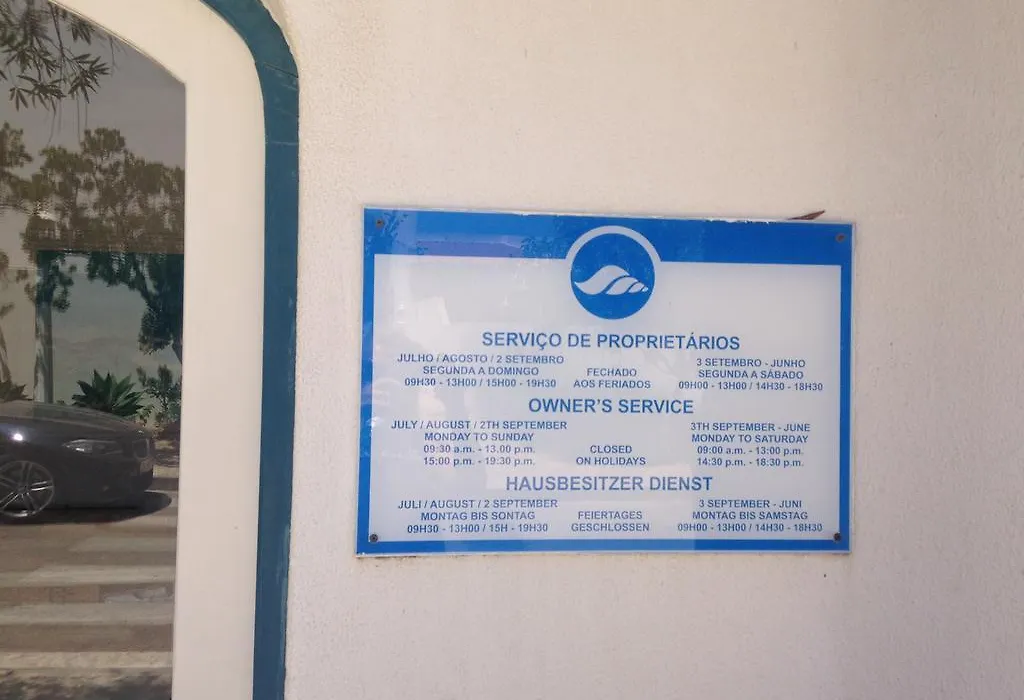 SERVIÇO DE PROPRIETÁRIOS
JULHO / AGOSTO / 2 SETEMBRO
SEGUNDA A DOMINGO
09H30 - 13H00 / 15H00 - 19H30
FECHADO
AOS FERIADOS
3 SETEMBRO - JUNHO
SEGUNDA A SÁBADO
09H00 - 13H00 / 14H30 - 18H30
OWNER'S SERVICE
JULY / AUGUST / 2TH SEPTEMBER
MONDAY TO SUNDAY
09:30 a.m. - 13.00 p.m.
15:00 p.m. - 19:30 p.m.
CLOSED
ON HOLIDAYS
3TH SEPTEMBER - JUNE
MONDAY TO SATURDAY
09:00 a.m. - 13:00 p.m.
14:30 p.m. - 18:30 p.m.
HAUSBESITZER DIENST
JULI / AUGUST / 2 SEPTEMBER
MONTAG BIS SONTAG
09H30 - 13H00 / 15H - 19H30
FEIERTAGES
GESCHLOSSEN
3 SEPTEMBER - JUNI
MONTAG BIS SAMSTAG
09H00 - 13H00 / 14H30 - 18H30